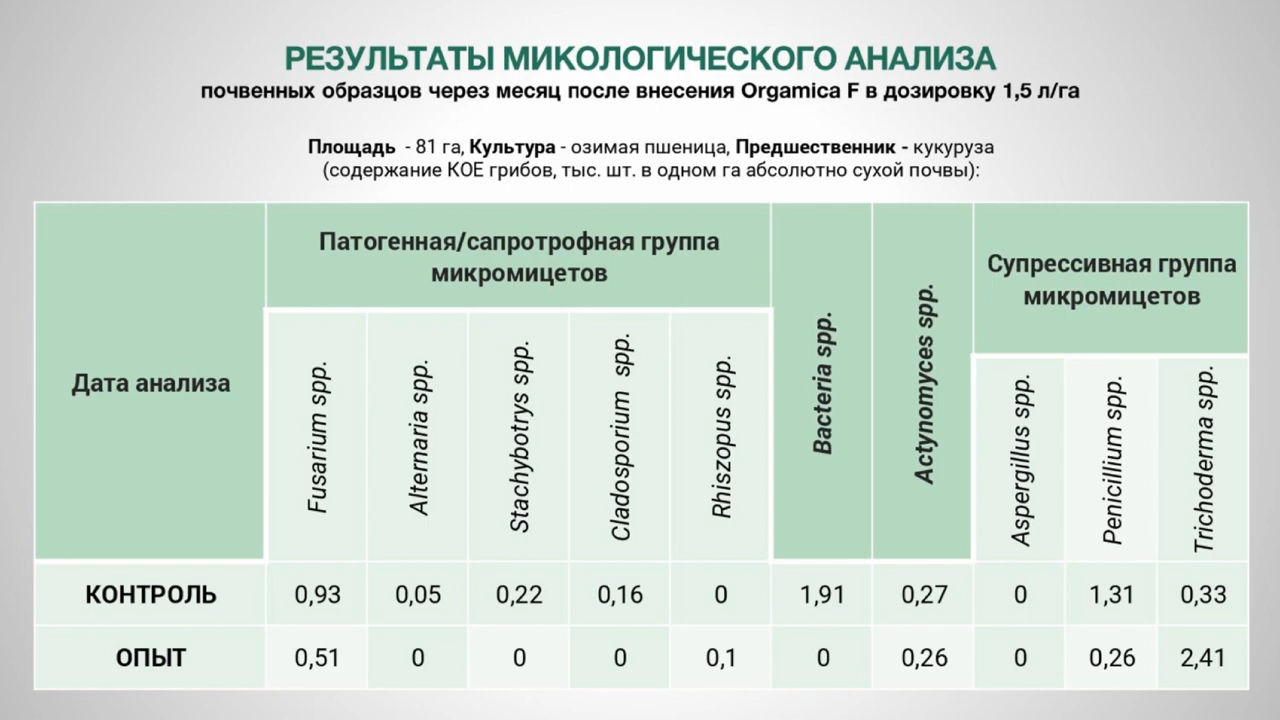 РЕЗУЛЬТАТЫ МИКОЛОГИЧЕСКОГО АНАЛИЗА
почвенных образцов через месяц после внесения Orgamica F в дозировку 1,5 л/га
Площадь - 81 га, Культура - озимая пшеница, Предшественник - кукуруза
(содержание КОЕ грибов, тыс. шт. в одном га абсолютно сухой почвы):
Дата анализа
Патогенная/сапротрофная группа
микромицетов
Fusarium spp.
Alternaria spp.
Stachybotrys spp.
Cladosporium spp.
Rhiszopus spp.
Bacteria spp.
Actynomyces spp.
Супрессивная группа
микромицетов
Aspergillus spp.
Penicillium spp.
Trichoderma spp.
КОНТРОЛЬ 0,93 0,05 0,22 0,16 0 1,91 0,27 0 1,31 0,33
ОПЫТ 0,51 0 0 0 0,1 0 0,26 0 0,26 2,41